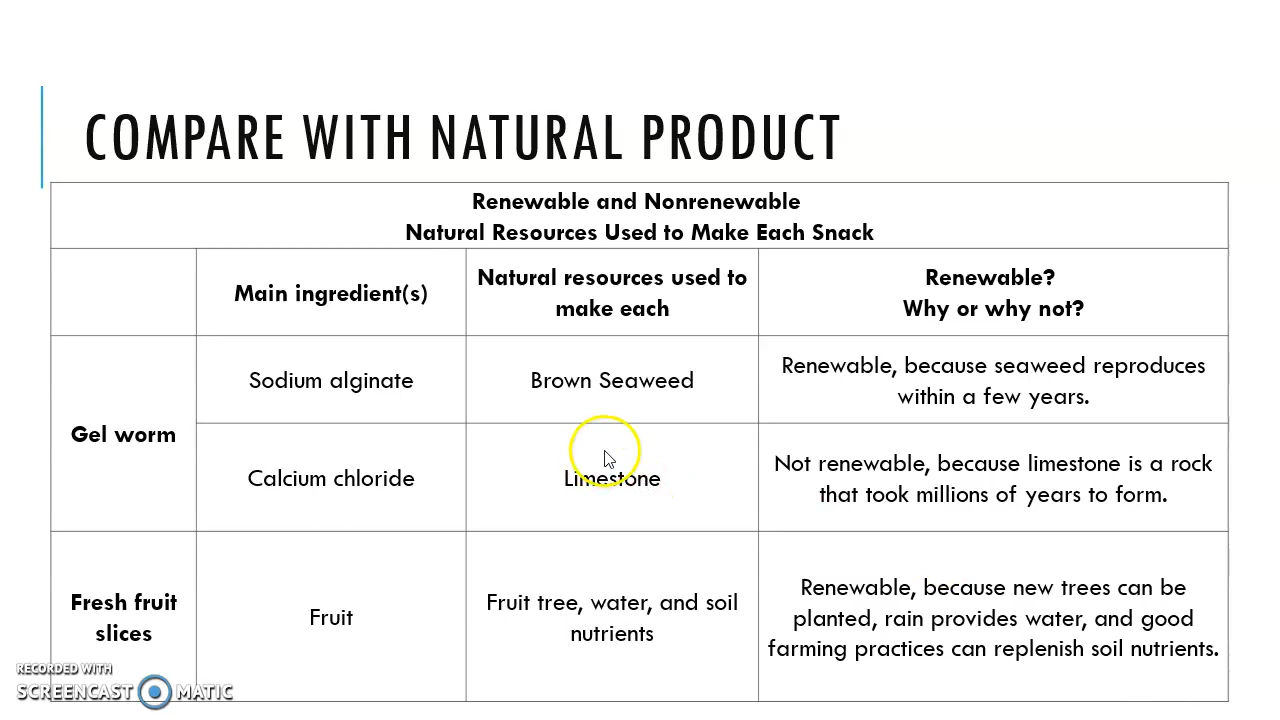 COMPARE WITH NATURAL PRODUCT
Renewable and Nonrenewable
Natural Resources Used to Make Each Snack
Main ingredient(s)
Natural resources used to
make each
Renewable?
Why or why not?
Gel worm
Sodium alginate
Brown Seaweed
Renewable, because seaweed reproduces
within a few years.
Calcium chloride
Limestone
Not renewable, because limestone is a rock
that took millions of years to form.
Fresh fruit
slices
Fruit
Fruit tree, water, and soil
nutrients
Renewable, because new trees can be
planted, rain provides water, and good
farming practices can replenish soil nutrients.
RECORDED WITH
SCREENCAST MATIC